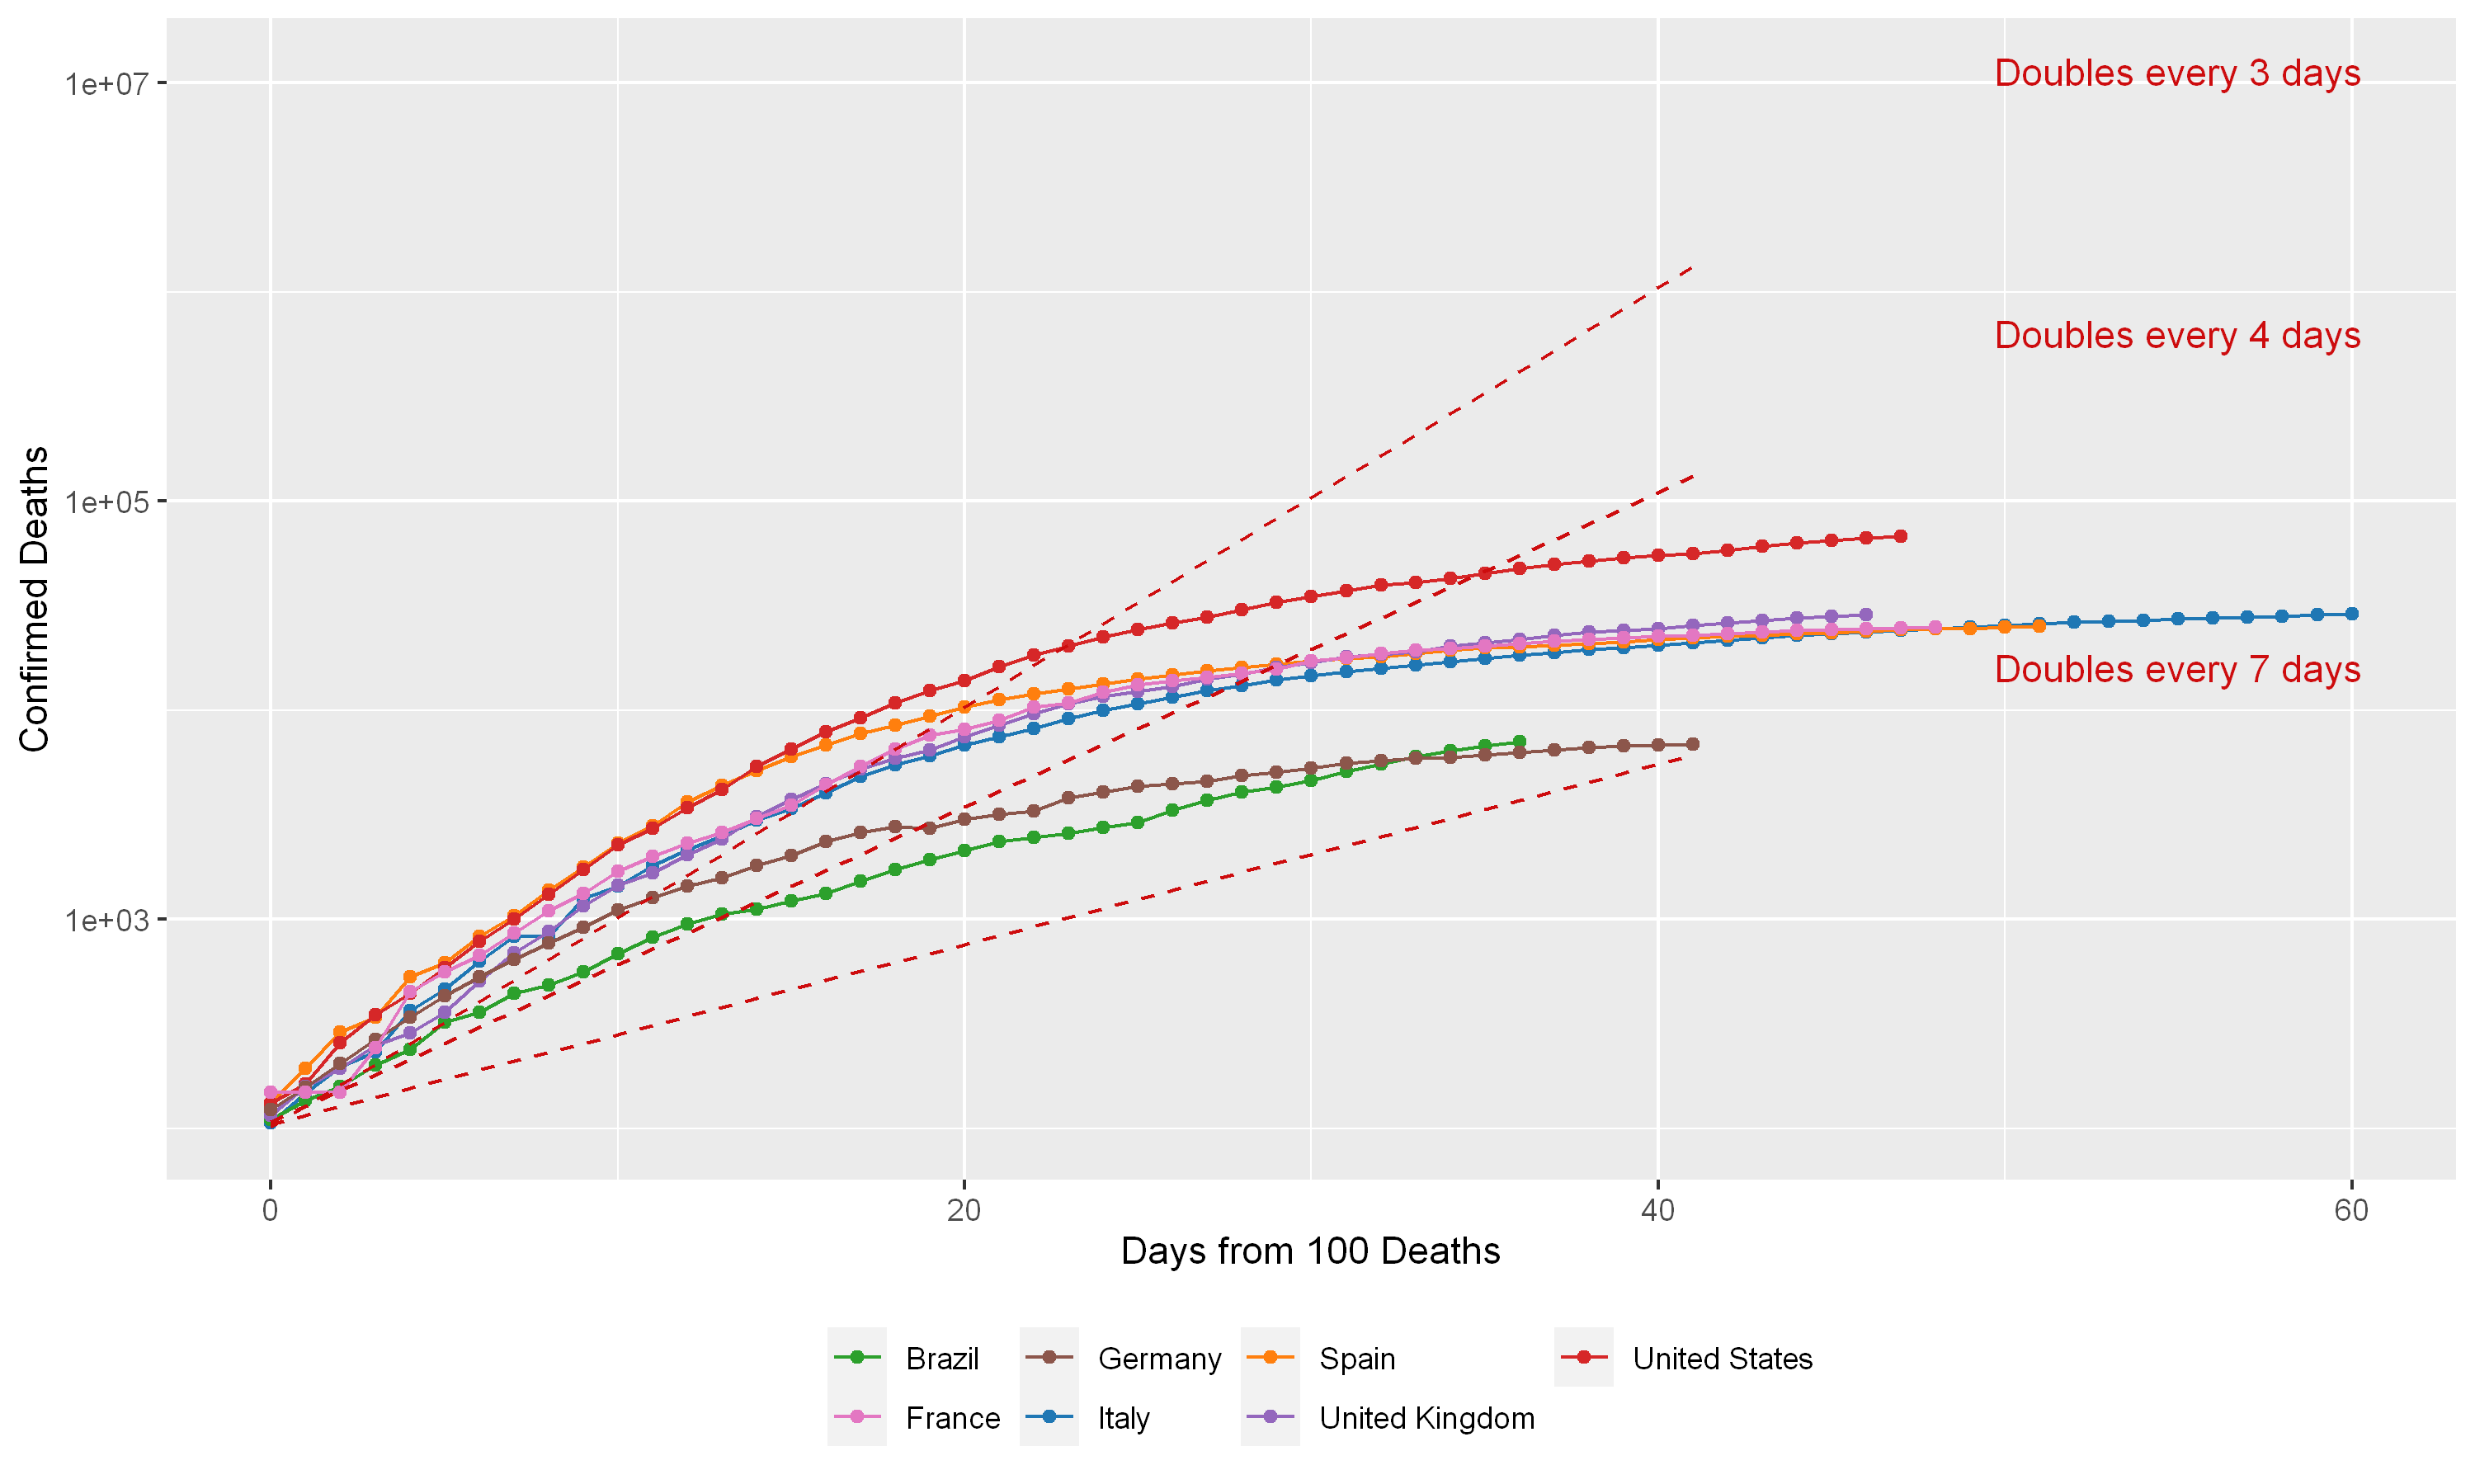 1e+07
1e+05
1e+03
Confirmed Deaths
Doubles every 3 days
Doubles every 4 days
Doubles every 7 days
0 20 40 60
Days from 100 Deaths
Brazil Germany Spain United States
France Italy United Kingdom